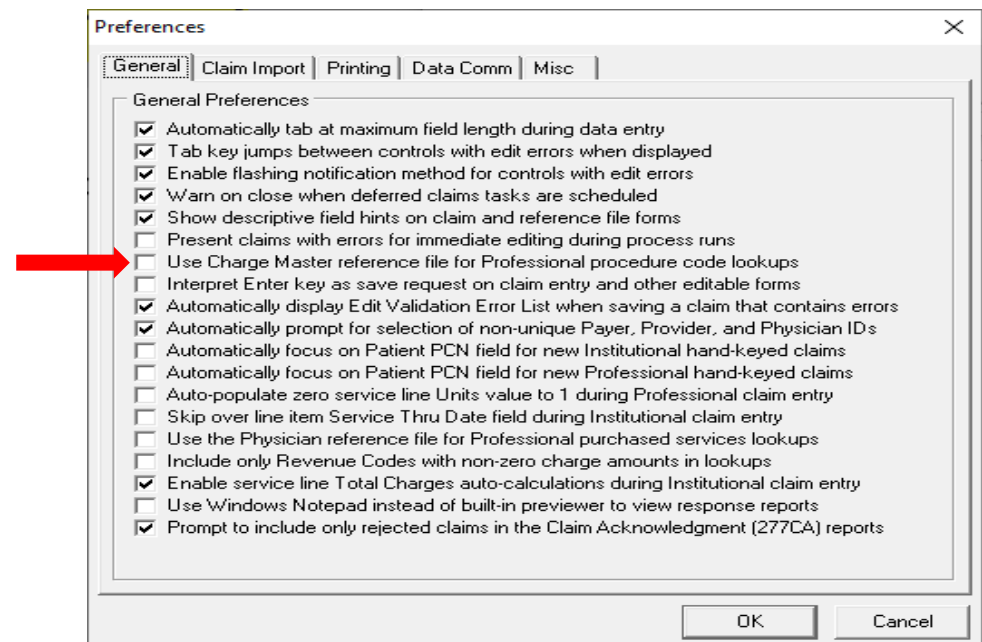 Preferences
General Claim Import Printing Data Comm Misc
General Preferences
Automatically tab at maximum field length during data entry
Tab key jumps between controls with edit errors when displayed
Enable flashing notification method for controls with edit errors
Warn on close when deferred claims tasks are scheduled
Show descriptive field hints on claim and reference file forms
Present claims with errors for immediate editing during process runs
Use Charge Master reference file for Professional procedure code lookups
Interpret Enter key as save request on claim entry and other editable forms
Automatically display Edit Validation Error List when saving a claim that contains errors
Automatically prompt for selection of non-unique Payer, Provider, and Physician IDs
Automatically focus on Patient PCN field for new Institutional hand-keyed claims
Automatically focus on Patient PCN field for new Professional hand-keyed claims
Auto-populate zero service line Units value to 1 during Professional claim entry
Skip over line item Service Thru Date field during Institutional claim entry
Use the Physician reference file for Professional purchased services lookups
Include only Revenue Codes with non-zero charge amounts in lookups
Enable service line Total Charges auto-calculations during Institutional claim entry
Use Windows Notepad instead of built-in previewer to view response reports
Prompt to include only rejected claims in the Claim Acknowledgment (277CA) reports
OK Cancel